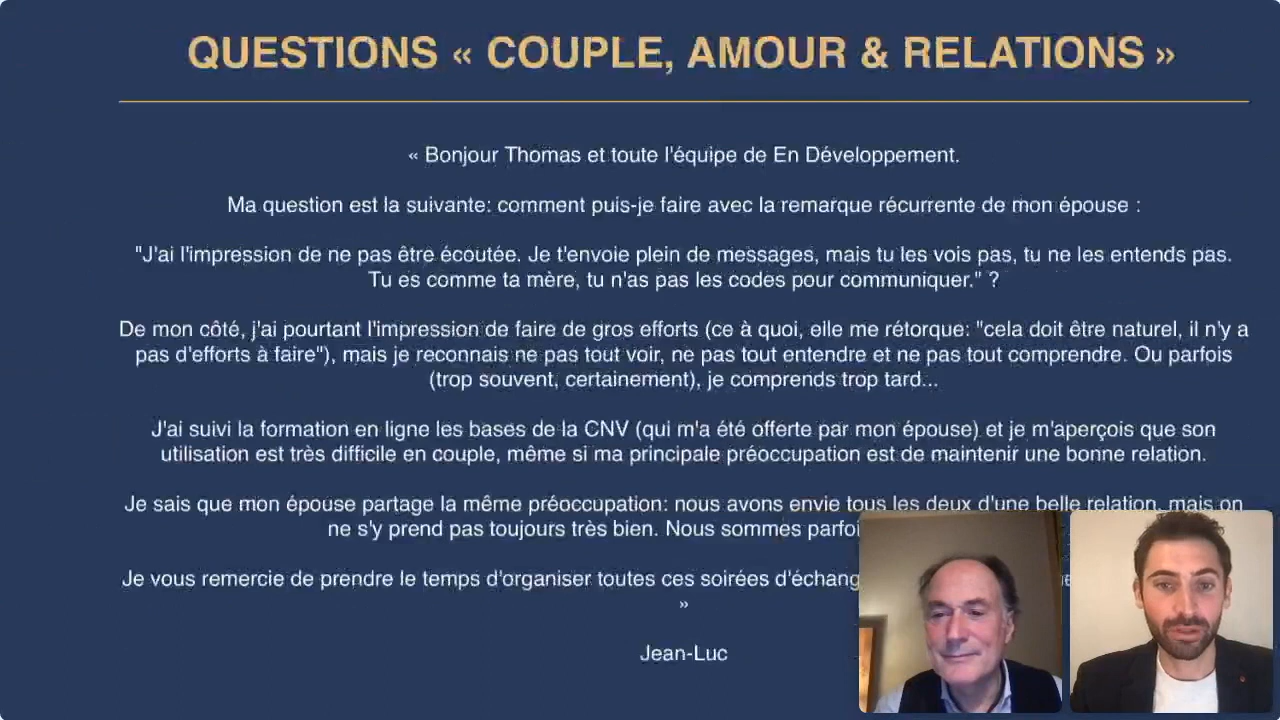 QUESTIONS « COUPLE, AMOUR & RELATIONS »
« Bonjour Thomas et toute l'équipe de En Développement.
Ma question est la suivante: comment puis-je faire avec la remarque récurrente de mon épouse :
"J'ai l'impression de ne pas être écoutée. Je t'envoie plein de messages, mais tu les vois pas, tu ne les entends pas.
Tu es comme ta mère, tu n'as pas les codes pour communiquer." ?
De mon côté, j'ai pourtant l'impression de faire de gros efforts (ce à quoi, elle me rétorque: "cela doit être naturel, il n'y a
pas d'efforts à faire"), mais je reconnais ne pas tout voir, ne pas tout entendre et ne pas tout comprendre. Ou parfois
(trop souvent, certainement), je comprends trop tard...
J'ai suivi la formation en ligne les bases de la CNV (qui m'a été offerte par mon épouse) et je m'aperçois que son
utilisation est très difficile en couple, même si ma principale préoccupation est de maintenir une bonne relation.
Je sais que mon épouse partage la même préoccupation: nous avons envie tous les deux d'une belle relation, mais on
ne s'y prend pas toujours très bien. Nous sommes
Je vous remercie de prendre le temps d'organiser toutes ces soirées
»
Jean-Luc